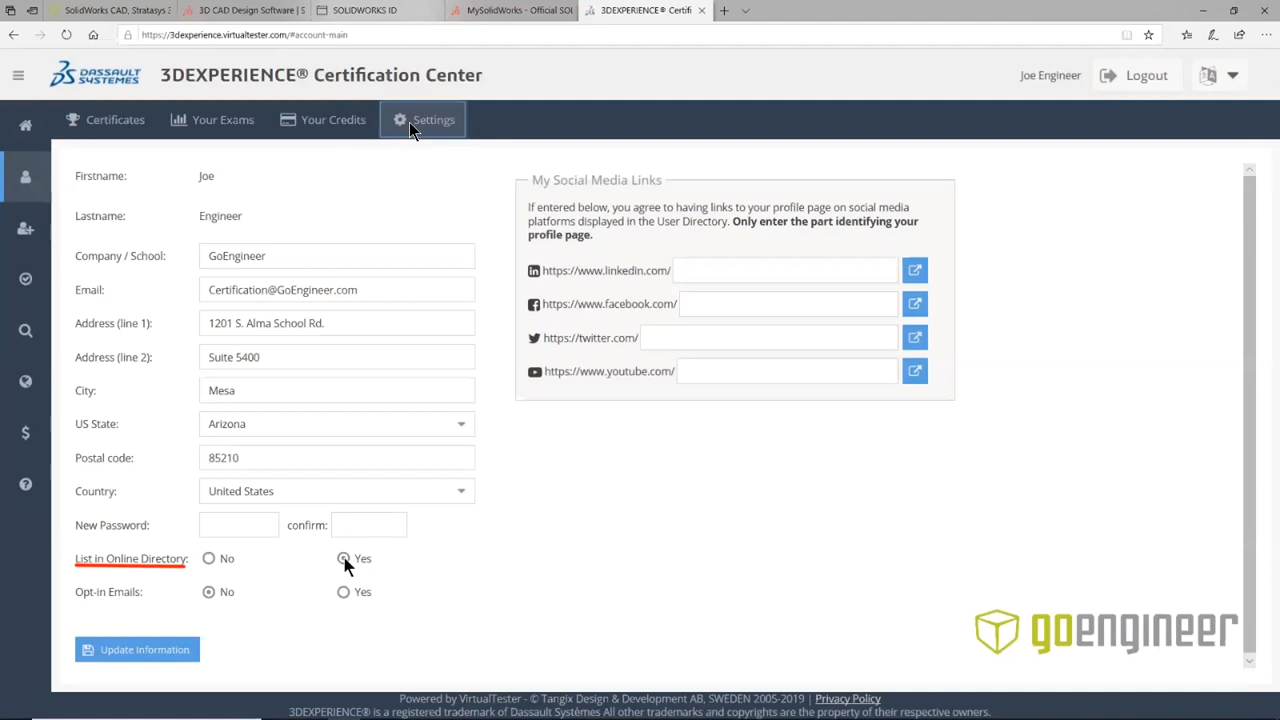 SolidWorks CAD, Stratasys 3
3D CAD Design Software | S
SOLIDWORKS ID
MySolidWorks - Official SOL
3DEXPERIENCE® Certifi
https://3dexperience.virtualtester.com/#account-main
DASSAULT SYSTEMES
3DEXPERIENCE® Certification Center
Joe Engineer
Logout
Certificates
Your Exams
Your Credits
Settings
Firstname: Joe
Lastname: Engineer
Company / School: GoEngineer
Email: Certification@GoEngineer.com
Address (line 1): 1201 S. Alma School Rd.
Address (line 2): Suite 5400
City: Mesa
US State: Arizona
Postal code: 85210
Country: United States
New Password: confirm:
List in Online Directory: No Yes
Opt-in Emails: No Yes
Update Information
My Social Media Links
If entered below, you agree to having links to your profile page on social media
platforms displayed in the User Directory. Only enter the part identifying your
profile page.
https://www.linkedin.com/
https://www.facebook.com/
https://twitter.com/
https://www.youtube.com/
goengineer
Powered by VirtualTester - © Tangix Design & Development AB, SWEDEN 2005-2019 | Privacy Policy
3DEXPERIENCE® is a registered trademark of Dassault Systèmes All other trademarks and copyrights are the property of their respective owners.